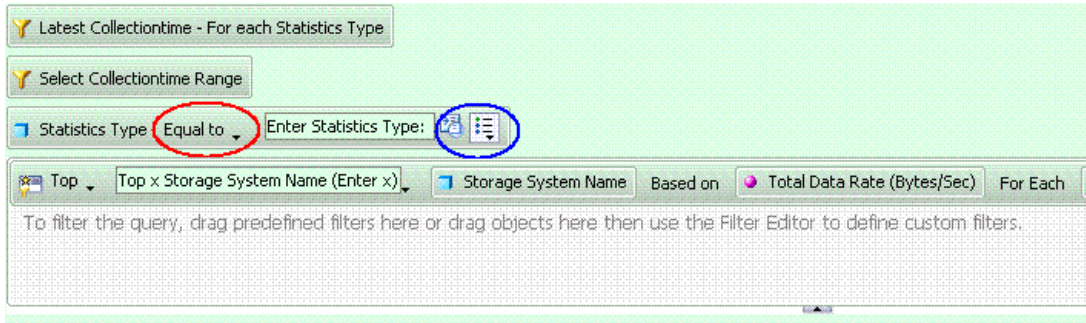 Latest Collectiontime - For each Statistics Type
Select Collectiontime Range
Statistics Type Equal to Enter Statistics Type:
Top Top x Storage System Name (Enter x) Storage System Name Based on Total Data Rate (Bytes/Sec) For Each
To filter the query, drag predefined filters here or drag objects here then use the Filter Editor to define custom filters.